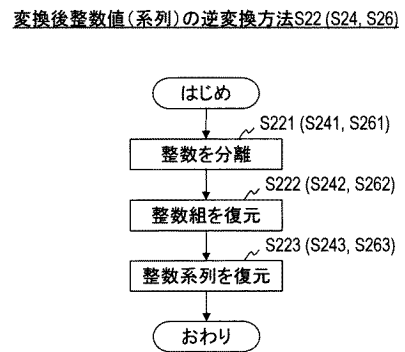 変換後整数値（系列）の逆変換方法S22 (S24, S26)
はじめ
S221 (S241, S261)
整数を分離
S222 (S242, S262)
整数組を復元
S223 (S243, S263)
整数系列を復元
おわり